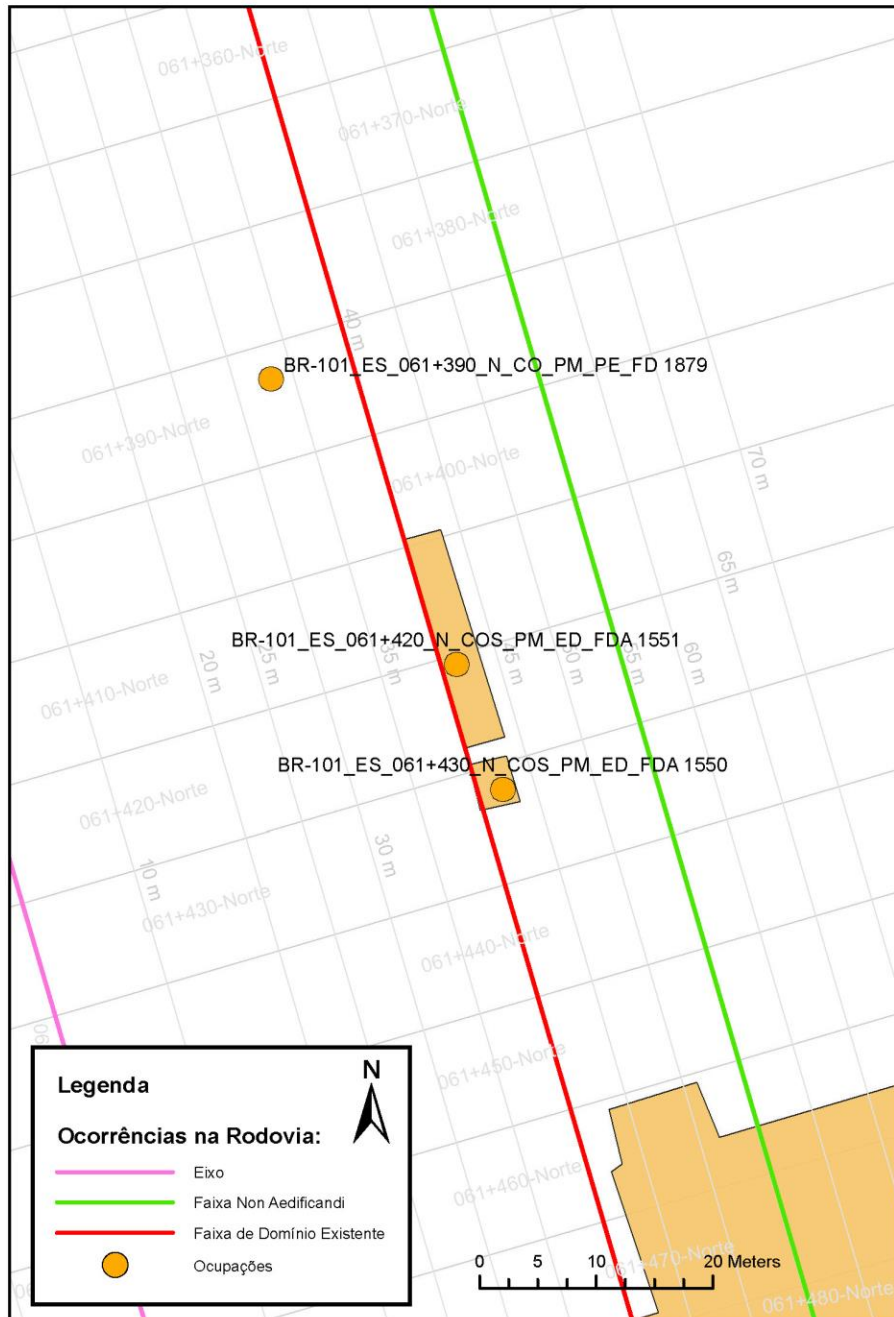 061+360-Norte
061+370-Norte
061+380-Norte
40 m
BR-101_ES_061+390_N_CO_PM_PE_FD 1879
061+390-Norte
061+400-Norte
70 m
65 m
BR-101_ES_061+420_N_COS_PM_ED_FDA 1551
20 m
25 m
35 m
45 m
50 m
55 m
60 m
061+410-Norte
BR-101_ES_061+430_N_COS_PM_ED_FDA 1550
061+420-Norte
30 m
10 m
061+430-Norte
061+440-Norte
061+450-Norte
061+460-Norte
061+470-Norte
061+480-Norte
Legenda
N
Ocorrências na Rodovia:
Eixo
Faixa Non Aedificandi
Faixa de Domínio Existente
Ocupações
0 5 10 20 Meters